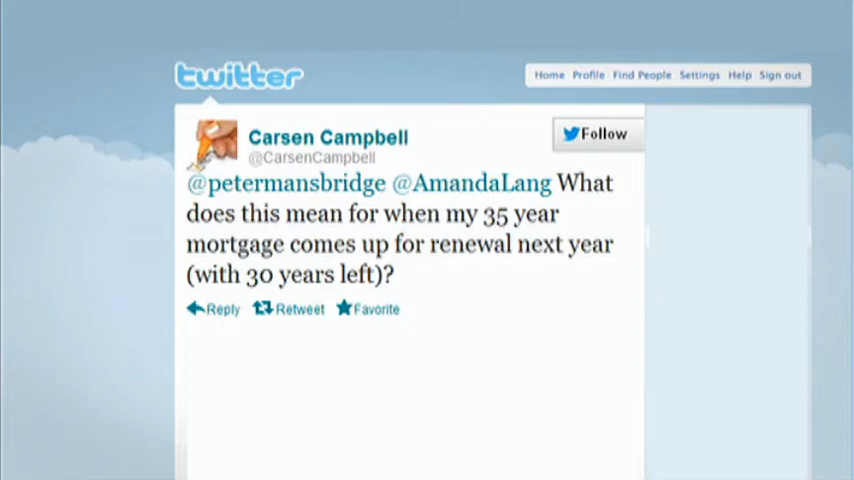 twitter
Home Profile Find People Settings Help Sign out
Carsen Campbell
Follow
@CarsenCampbell
@petermansbridge @AmandaLang What
does this mean for when my 35 year
mortgage comes up for renewal next year
(with 30 years left)?
Reply Retweet Favorite